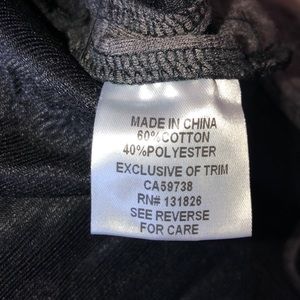 MADE IN CHINA
60%COTTON
40%POLYESTER
EXCLUSIVE OF TRIM
CA59738
RN# 131826
SEE REVERSE
FOR CARE